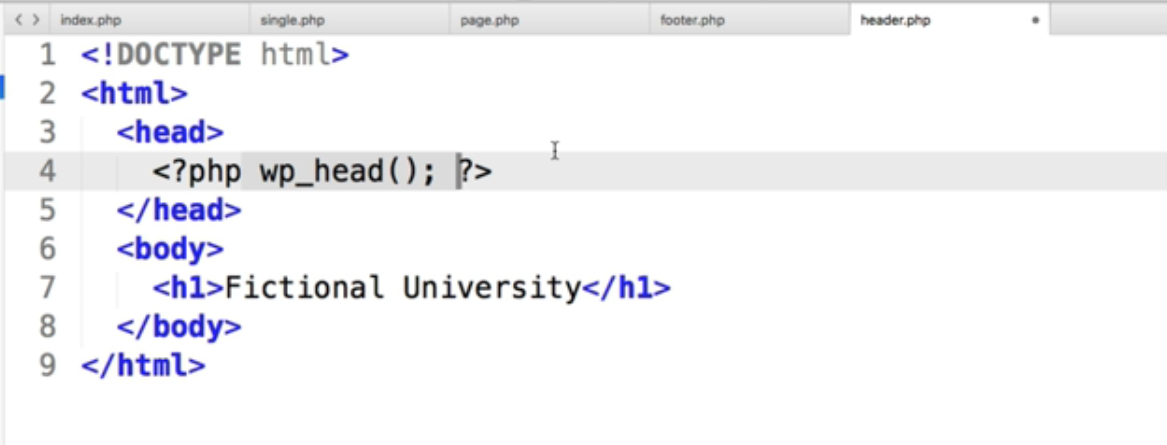 index.php single.php page.php footer.php header.php
1 <!DOCTYPE html>
2 <html>
3 <head>
4 <?php wp_head(); ?>
5 </head>
6 <body>
7 <h1>Fictional University</h1>
8 </body>
9 </html>